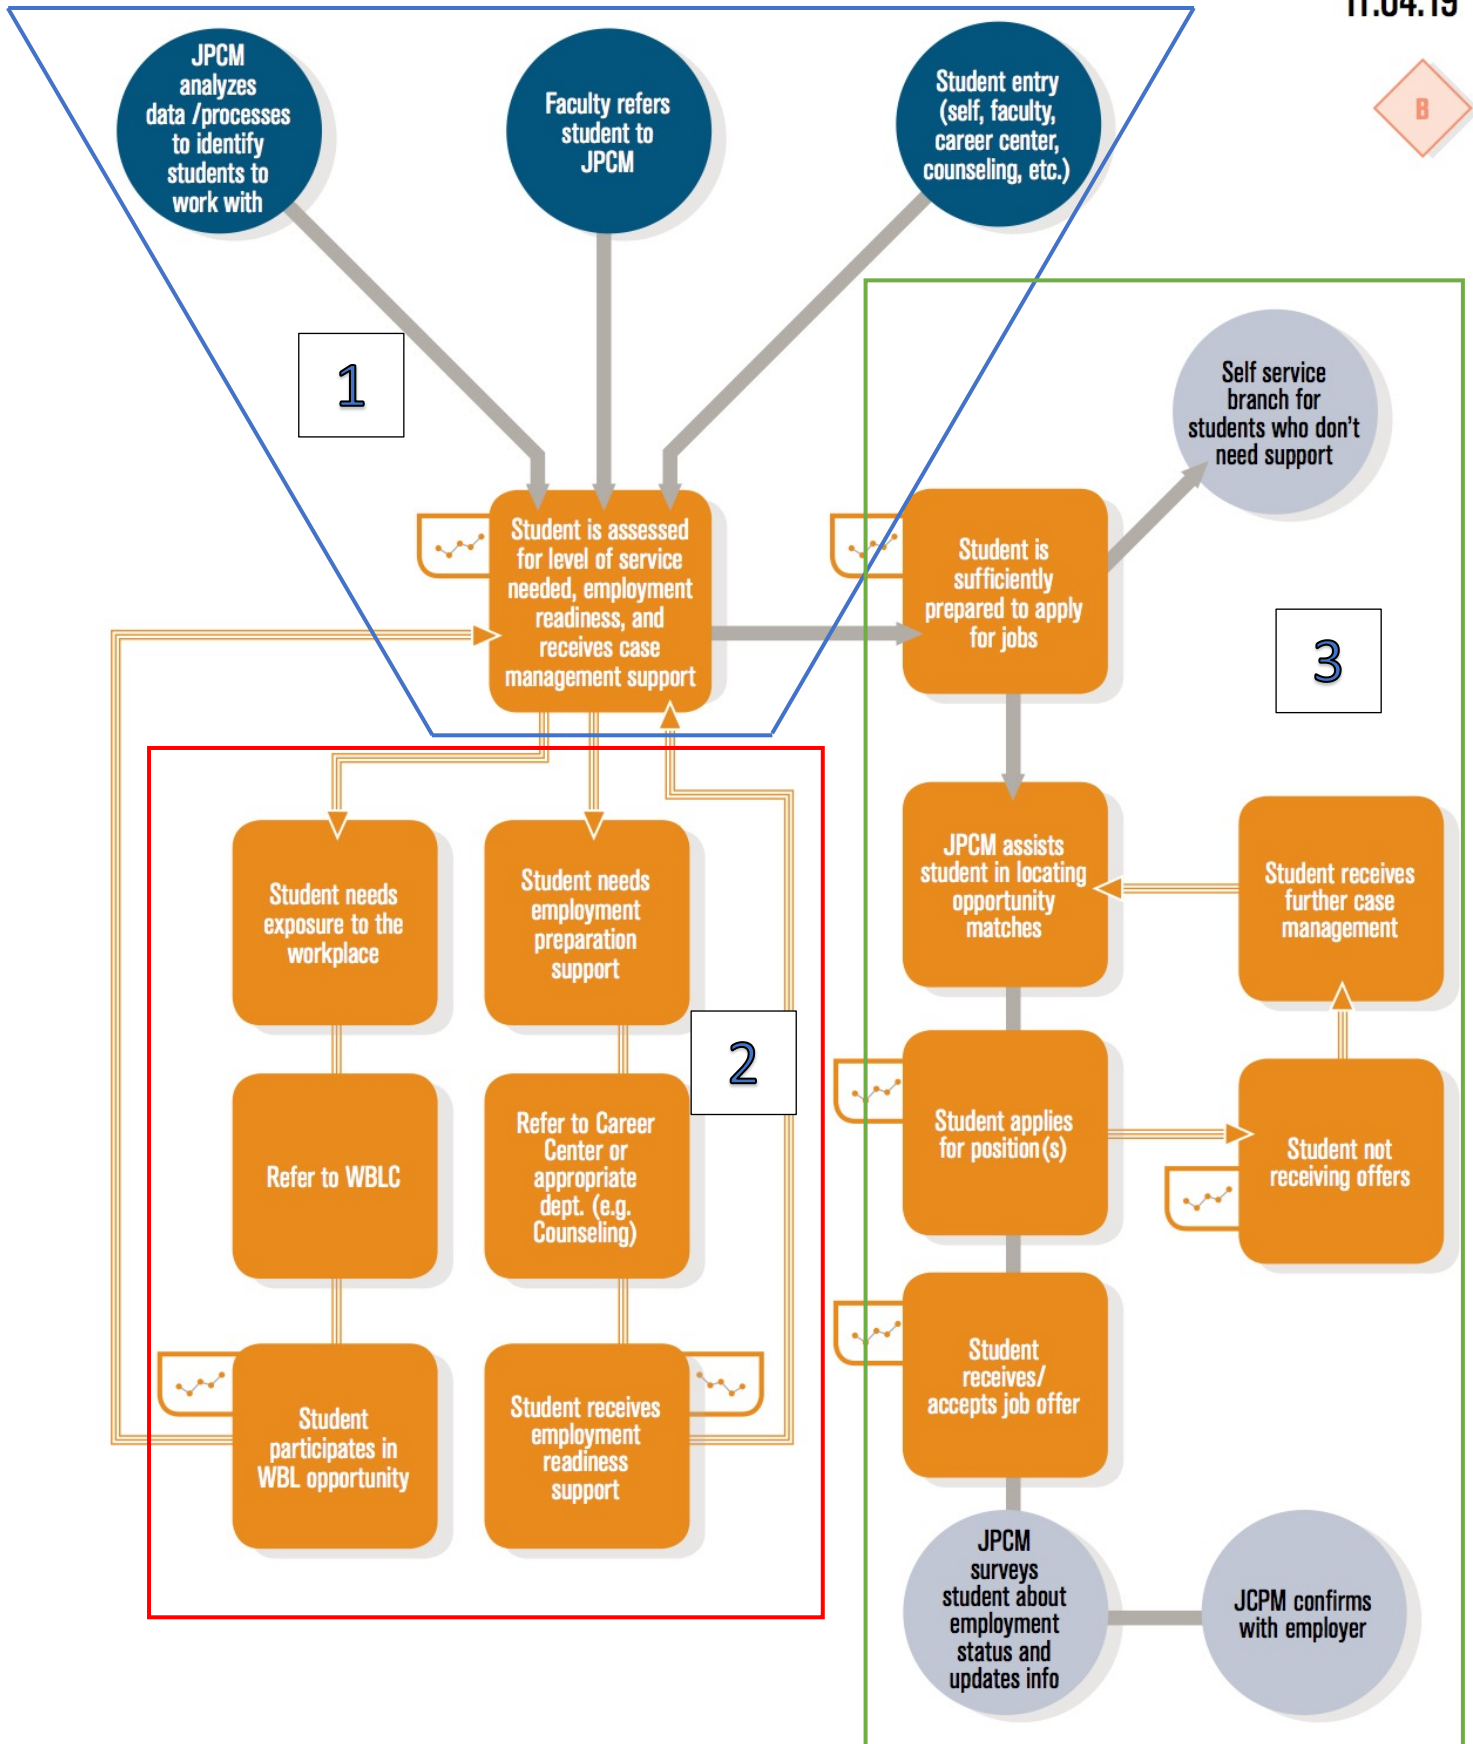 11.04.19
B
JPCM
analyzes
data /processes
to identify
students to
work with
Faculty refers
student to
JPCM
Student entry
(self, faculty,
career center,
counseling, etc.)
1
Self service
branch for
students who don't
need support
Student is assessed
for level of service
needed, employment
readiness, and
receives case
management support
Student is
sufficiently
prepared to apply
for jobs
3
Student needs
exposure to the
workplace
Student needs
employment
preparation
support
JPCM assists
student in locating
opportunity
matches
Student receives
further case
management
2
Refer to WBLC
Refer to Career
Center or
appropriate
dept. (e.g.
Counseling)
Student applies
for position(s)
Student not
receiving offers
Student
participates in
WBL opportunity
Student receives
employment
readiness
support
Student
receives/
accepts job offer
JPCM
surveys
student about
employment
status and
updates info
JCPM confirms
with employer